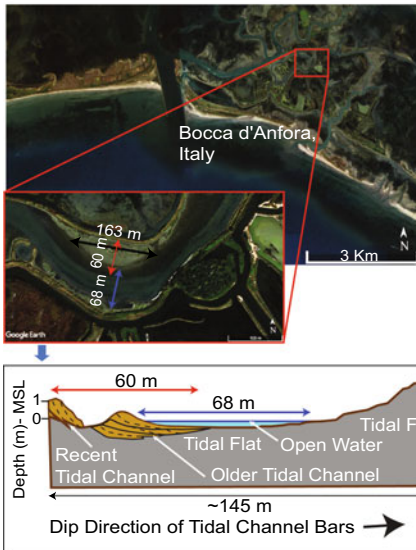 Bocca d'Anfora,
Italy
N
3 Km
163 m
60 m
68 m
Google Earth
N
60 m
68 m
Depth (m)- MSL
1
0
Tidal F
Tidal Flat
Open Water
Recent
Tidal Channel
Older Tidal Channel
~145 m
Dip Direction of Tidal Channel Bars